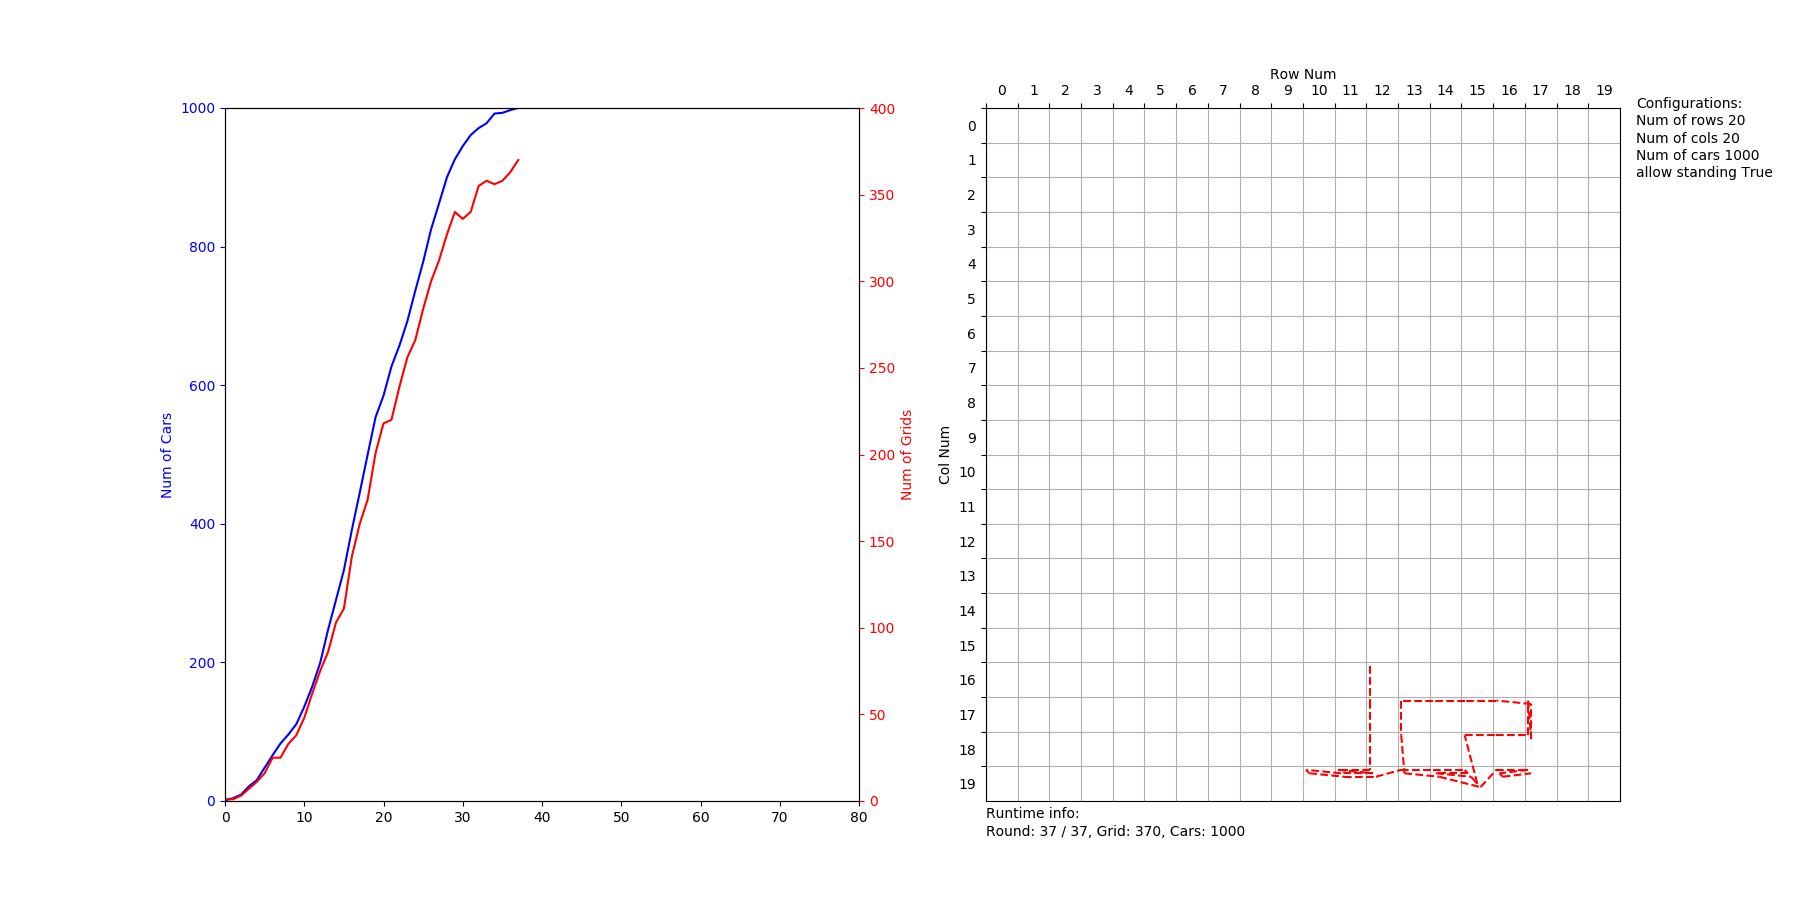 Row Num
0 1 2 3 4 5 6 7 8 9 10 11 12 13 14 15 16 17 18 19
Configurations:
Num of rows 20
Num of cols 20
Num of cars 1000
allow standing True
1000
800
600
400
200
0
Num of Cars
0 10 20 30 40 50 60 70 80
400
350
300
250
200
150
100
50
0
Num of Grids
Col Num
0
1
2
3
4
5
6
7
8
9
10
11
12
13
14
15
16
17
18
19
Runtime info:
Round: 37 / 37, Grid: 370, Cars: 1000